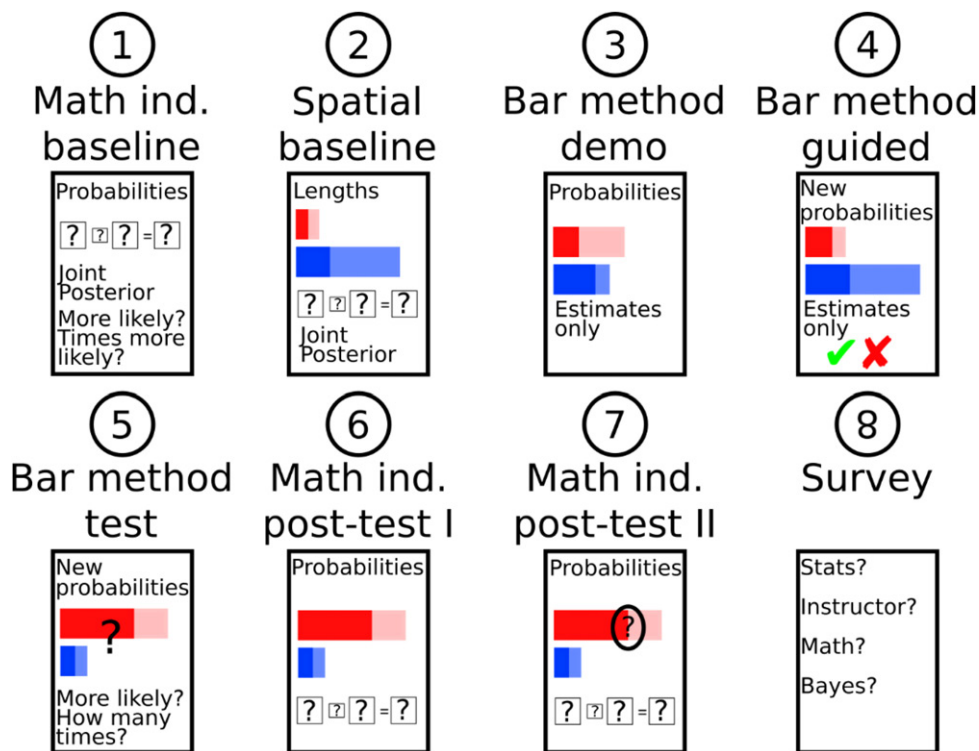 1
Math ind.
baseline
Probabilities
? ? ? = ?
Joint
Posterior
More likely?
Times more
likely?
2
Spatial
baseline
Lengths
? ? ? = ?
Joint
Posterior
3
Bar method
demo
Probabilities
Estimates
only
4
Bar method
guided
New
probabilities
Estimates
only
✓ ✗
5
Bar method
test
New
probabilities
?
More likely?
How many
times?
6
Math ind.
post-test I
Probabilities
? ? ? = ?
7
Math ind.
post-test II
Probabilities
?
? ? ? = ?
8
Survey
Stats?
Instructor?
Math?
Bayes?